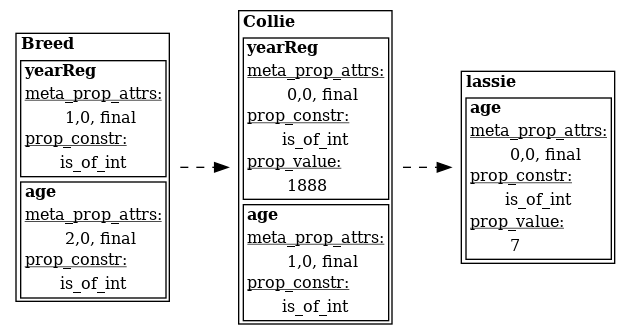 Breed
yearReg
meta_prop_attrs:
1,0, final
prop_constr:
is_of_int
age
meta_prop_attrs:
2,0, final
prop_constr:
is_of_int
Collie
yearReg
meta_prop_attrs:
0,0, final
prop_constr:
is_of_int
prop_value:
1888
age
meta_prop_attrs:
1,0, final
prop_constr:
is_of_int
lassie
age
meta_prop_attrs:
0,0, final
prop_constr:
is_of_int
prop_value:
7